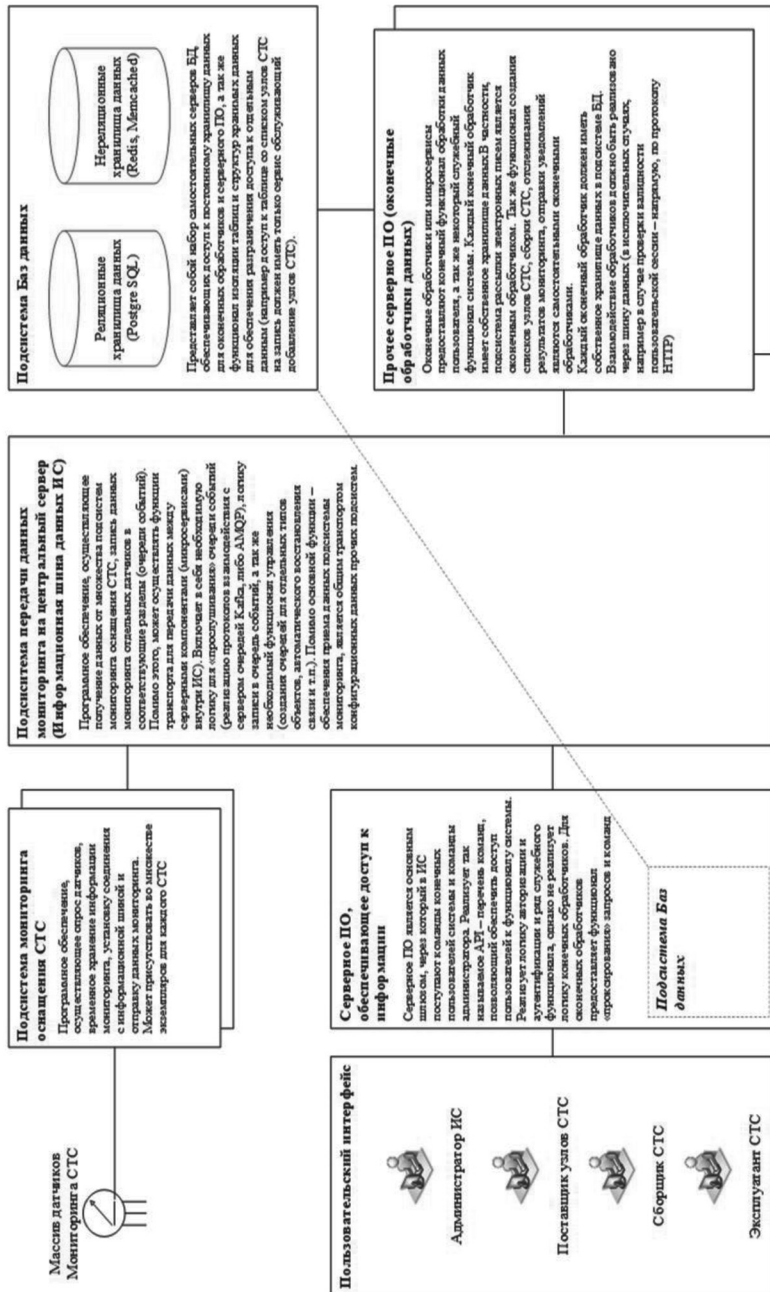 Массив датчиков
Мониторинга СТС
Подсистема мониторинга
оснащения СТС
Программное обеспечение,
осуществляющее опрос датчиков,
временное хранение информации
мониторинга, установку соединения
с информационной шиной и
отправку данных мониторинга.
Может присутствовать во множестве
экземпляров для каждого СТС
Подсистема передачи данных
мониторинга на центральный сервер
(Информационная шина данных ИС)
Программное обеспечение, осуществляющее
получение данных от множества подсистем
мониторинга оснащения СТС, запись данных
мониторинга отдельных датчиков в
соответствующие разделы (очереди событий).
Помимо этого, может осуществлять функции
транспорта для передачи данных между
серверными компонентами (микросервисами)
внутри ИС). Включает в себя необходимую
логику для «прослушивания» очереди событий
(реализацию протоколов взаимодействия с
сервером очередей Kafka, либо AMQP), логику
записи в очередь событий, а так же
необходимый функционал управления
(создания очередей для отдельных типов
объектов, автоматического восстановления
связи и т.п.). Помимо основной функции –
обеспечения приема данных подсистемы
мониторинга, является общим транспортом
конфигурационных данных прочих подсистем.
Подсистема Баз данных
Реляционные
хранилища данных
(Postgre SQL)
Нереляционные
хранилища данных
(Redis, Memcached)
Представляет собой набор самостоятельных серверов БД,
обеспечивающих доступ к постоянному хранилищу данных
для оконечных обработчиков и серверного ПО, а так же
функционал изоляции таблиц и структур хранимых данных
для обеспечения разграничения доступа к отдельным
данным (например доступ к таблице со списком узлов СТС
на запись должен иметь только сервис обслуживающий
добавление узлов СТС).
Пользовательский интерфейс
Администратор ИС
Поставщик узлов СТС
Сборщик СТС
Эксплуатант СТС
Серверное ПО,
обеспечивающее доступ к
информации
Серверное ПО является основным
шлюзом, через который в ИС
поступают команды конечных
пользователей системы и команды
администратора. Реализует так
называемое API – перечень команд,
позволяющий обеспечить доступ
пользователей к функционалу системы.
Реализует логику авторизации и
аутентификации и ряд служебного
функционала, однако не реализует
логику конечных обработчиков. Для
оконечных обработчиков
предоставляет функционал
«проксирования» запросов и команд
Подсистема Баз
данных
Прочее серверное ПО (оконечные
обработчики данных)
Оконечные обработчики или микросервисы
предоставляют конечный функционал обработки данных
пользователя, а так же некоторый служебный
функционал системы. Каждый конечный обработчик
имеет собственное хранилище данных.В частности,
подсистема рассылки электронных писем является
оконечным обработчиком. Так же функционал создания
списков узлов СТС, сборки СТС, отслеживания
результатов мониторинга, отправки уведомлений
являются самостоятельными оконечными
обработчиками.
Каждый оконечный обработчик должен иметь
собственное хранилище данных в подсистеме БД.
Взаимодействие обработчиков должно быть реализовано
через шину данных (в исключительных случаях,
например в случае проверки валидности
пользовательской сессии – напрямую, по протоколу
HTTP)